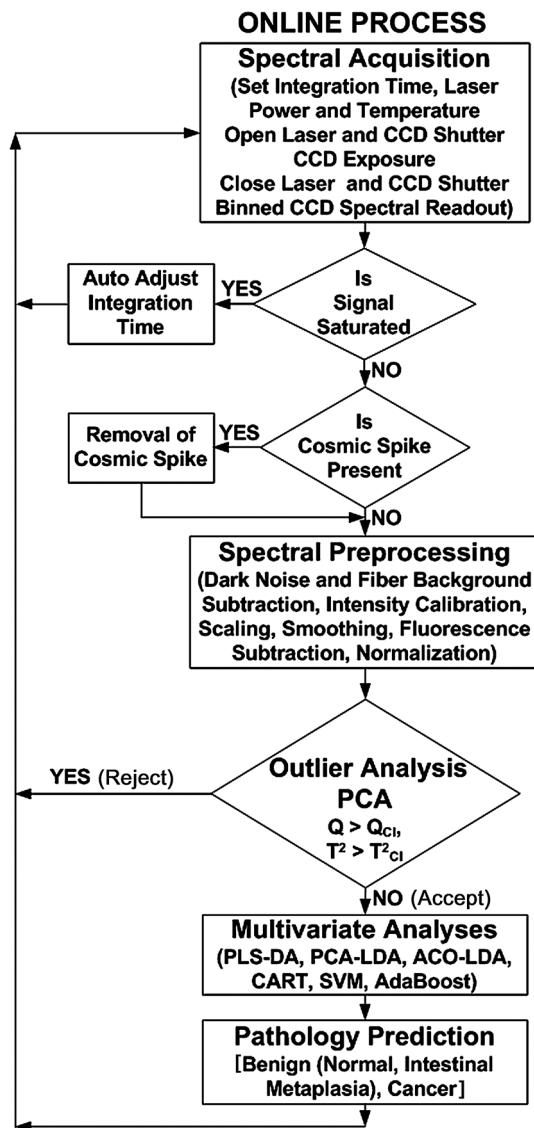 ONLINE PROCESS
Spectral Acquisition
(Set Integration Time, Laser
Power and Temperature
Open Laser and CCD Shutter
CCD Exposure
Close Laser and CCD Shutter
Binned CCD Spectral Readout)
Auto Adjust
Integration
Time
YES
Is
Signal
Saturated
NO
Removal of
Cosmic Spike
YES
Is
Cosmic Spike
Present
NO
Spectral Preprocessing
(Dark Noise and Fiber Background
Subtraction, Intensity Calibration,
Scaling, Smoothing, Fluorescence
Subtraction, Normalization)
YES (Reject)
Outlier Analysis
PCA
Q > Q_CI,
T² > T²_CI
NO (Accept)
Multivariate Analyses
(PLS-DA, PCA-LDA, ACO-LDA,
CART, SVM, AdaBoost)
Pathology Prediction
[Benign (Normal, Intestinal
Metaplasia), Cancer]